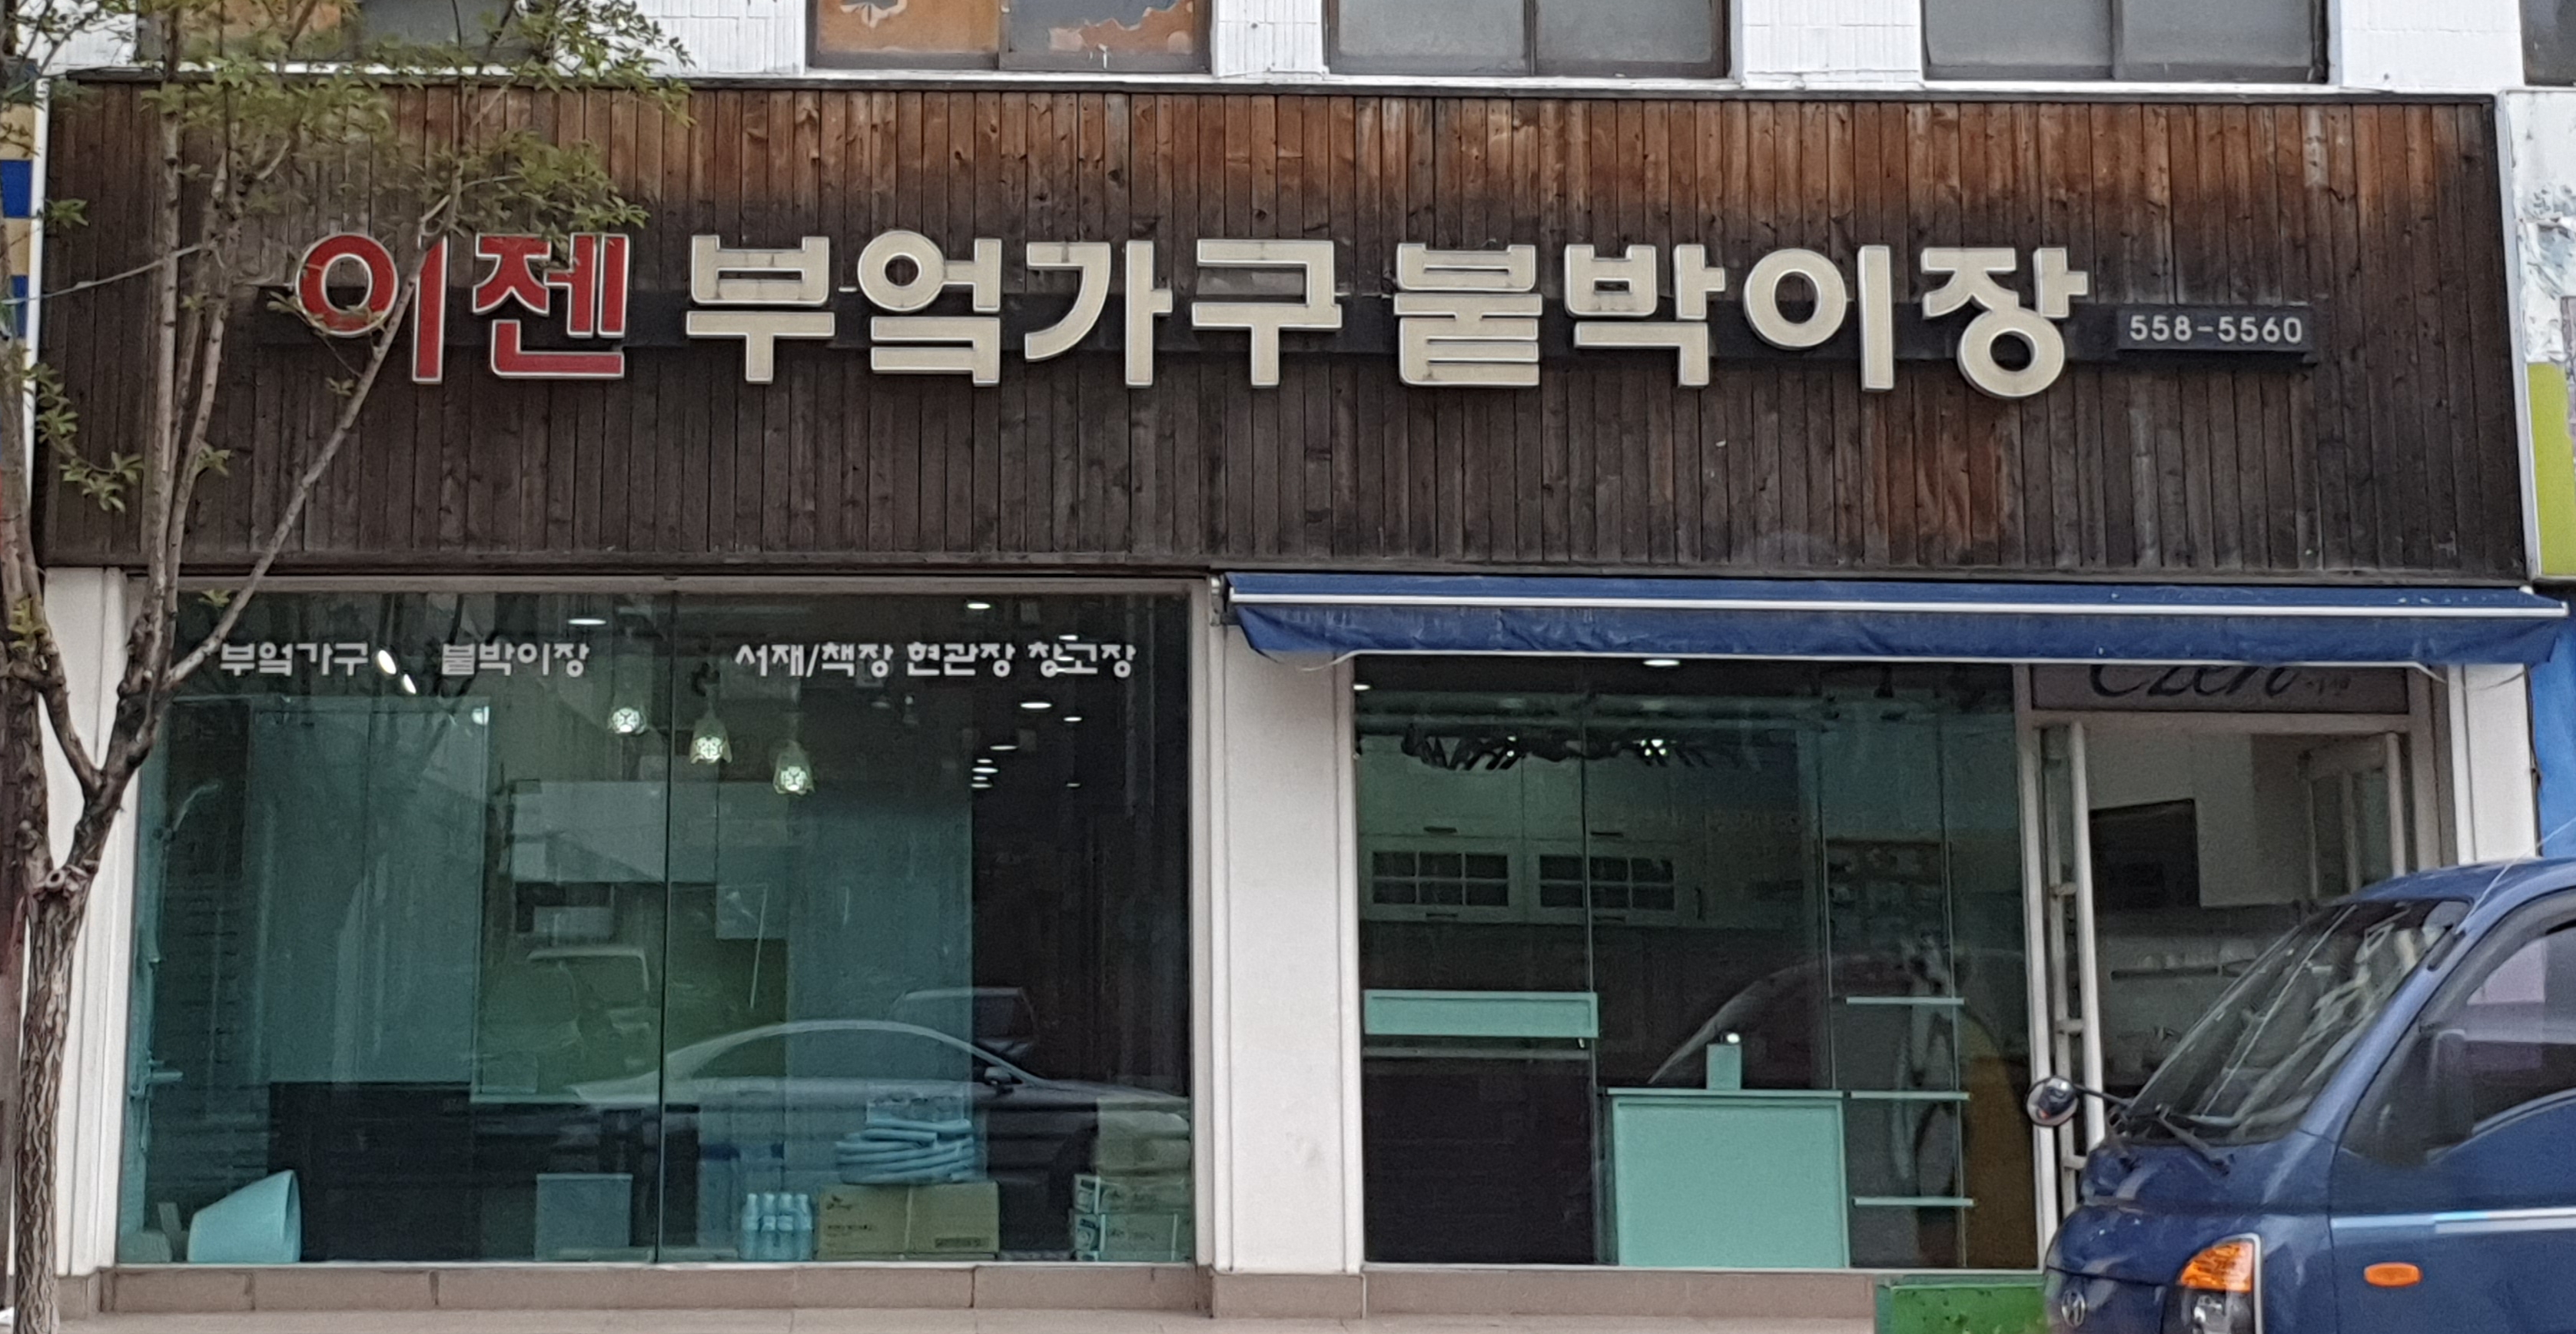 이젠 부엌가구 붙박이장 558-5560
부엌가구 붙박이장 서재/책장 현관장 창고장
ezen